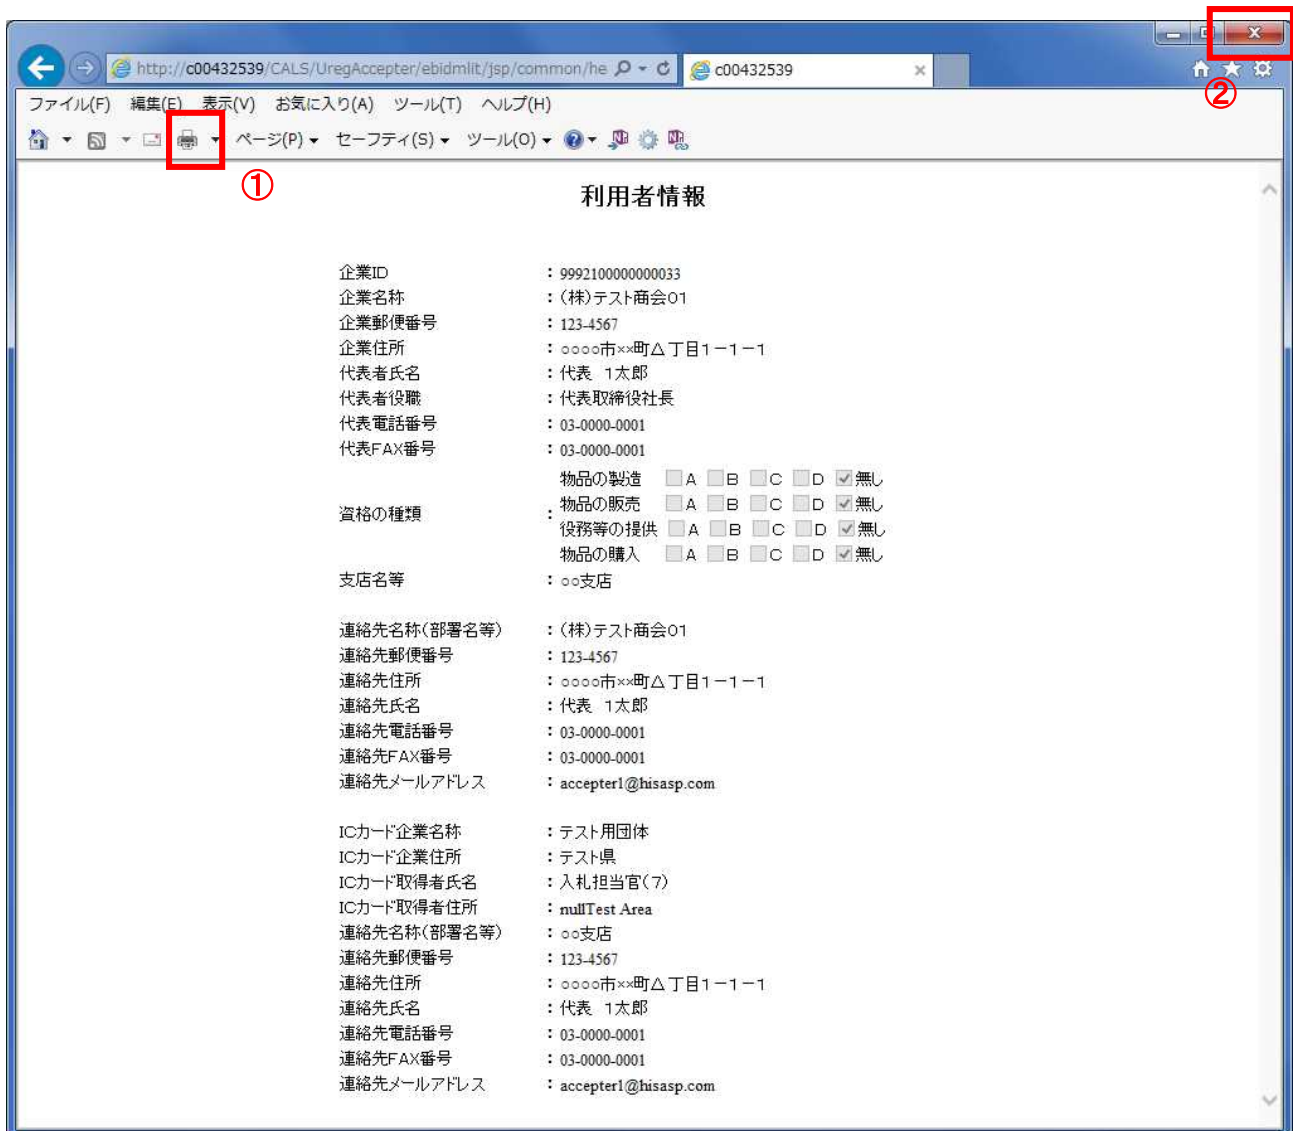 http://c00432539/CALS/UregAccepter/ebidmlit/jsp/common/he
c00432539
②
ファイル(F) 編集(E) 表示(V) お気に入り(A) ツール(T) ヘルプ(H)
ページ(P) セーフティ(S) ツール(O)
①
利用者情報
企業ID : 9992100000000033
企業名称 : (株)テスト商会01
企業郵便番号 : 123-4567
企業住所 : ○○○○市××町△丁目1-1-1
代表者氏名 : 代表 1太郎
代表者役職 : 代表取締役社長
代表電話番号 : 03-0000-0001
代表FAX番号 : 03-0000-0001
物品の製造 A B C D 無し
物品の販売 A B C D 無し
資格の種類 :
役務等の提供 A B C D 無し
物品の購入 A B C D 無し
支店名等 : ○○支店
連絡先名称(部署名等) : (株)テスト商会01
連絡先郵便番号 : 123-4567
連絡先住所 : ○○○○市××町△丁目1-1-1
連絡先氏名 : 代表 1太郎
連絡先電話番号 : 03-0000-0001
連絡先FAX番号 : 03-0000-0001
連絡先メールアドレス : accepter1@hisasp.com
ICカード企業名称 : テスト用団体
ICカード企業住所 : テスト県
ICカード取得者氏名 : 入札担当官(7)
ICカード取得者住所 : nullTest Area
連絡先名称(部署名等) : ○○支店
連絡先郵便番号 : 123-4567
連絡先住所 : ○○○○市××町△丁目1-1-1
連絡先氏名 : 代表 1太郎
連絡先電話番号 : 03-0000-0001
連絡先FAX番号 : 03-0000-0001
連絡先メールアドレス : accepter1@hisasp.com